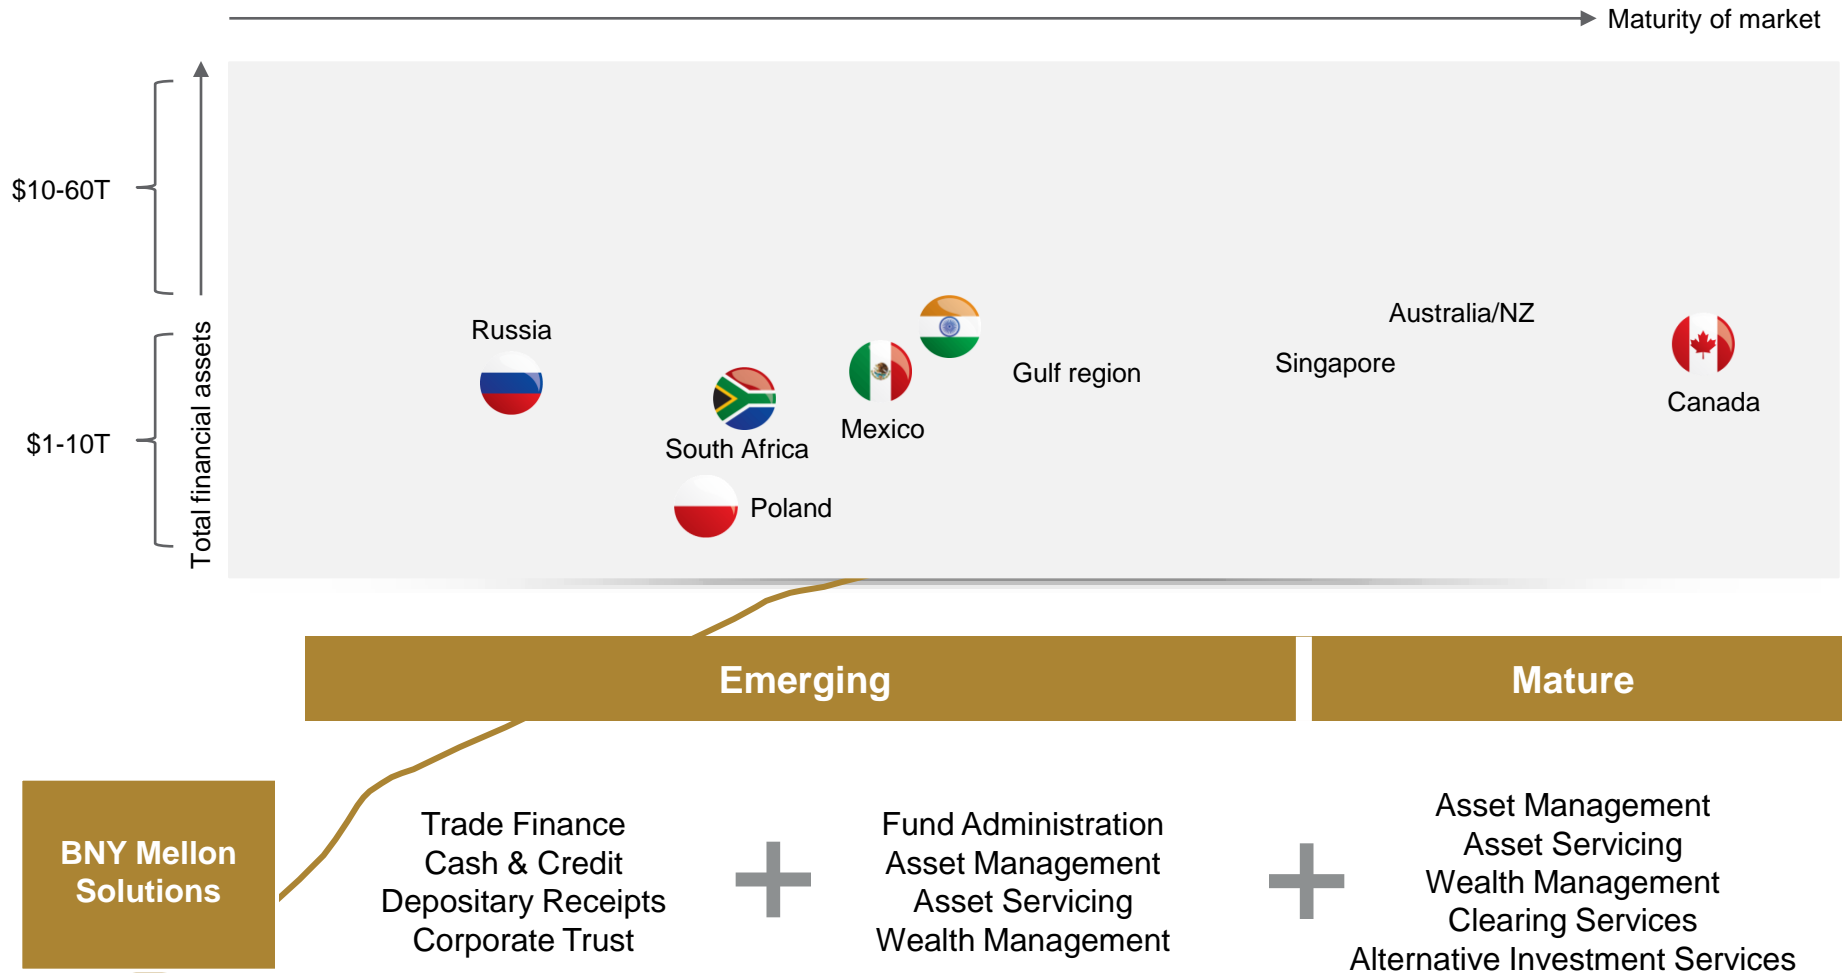 Maturity of market
$10-60T
$1-10T
Total financial assets
Russia
South Africa
Poland
Mexico
Gulf region
Singapore
Australia/NZ
Canada
Emerging
Mature
BNY Mellon
Solutions
Trade Finance
Cash & Credit
Depositary Receipts
Corporate Trust
+
Fund Administration
Asset Management
Asset Servicing
Wealth Management
+
Asset Management
Asset Servicing
Wealth Management
Clearing Services
Alternative Investment Services